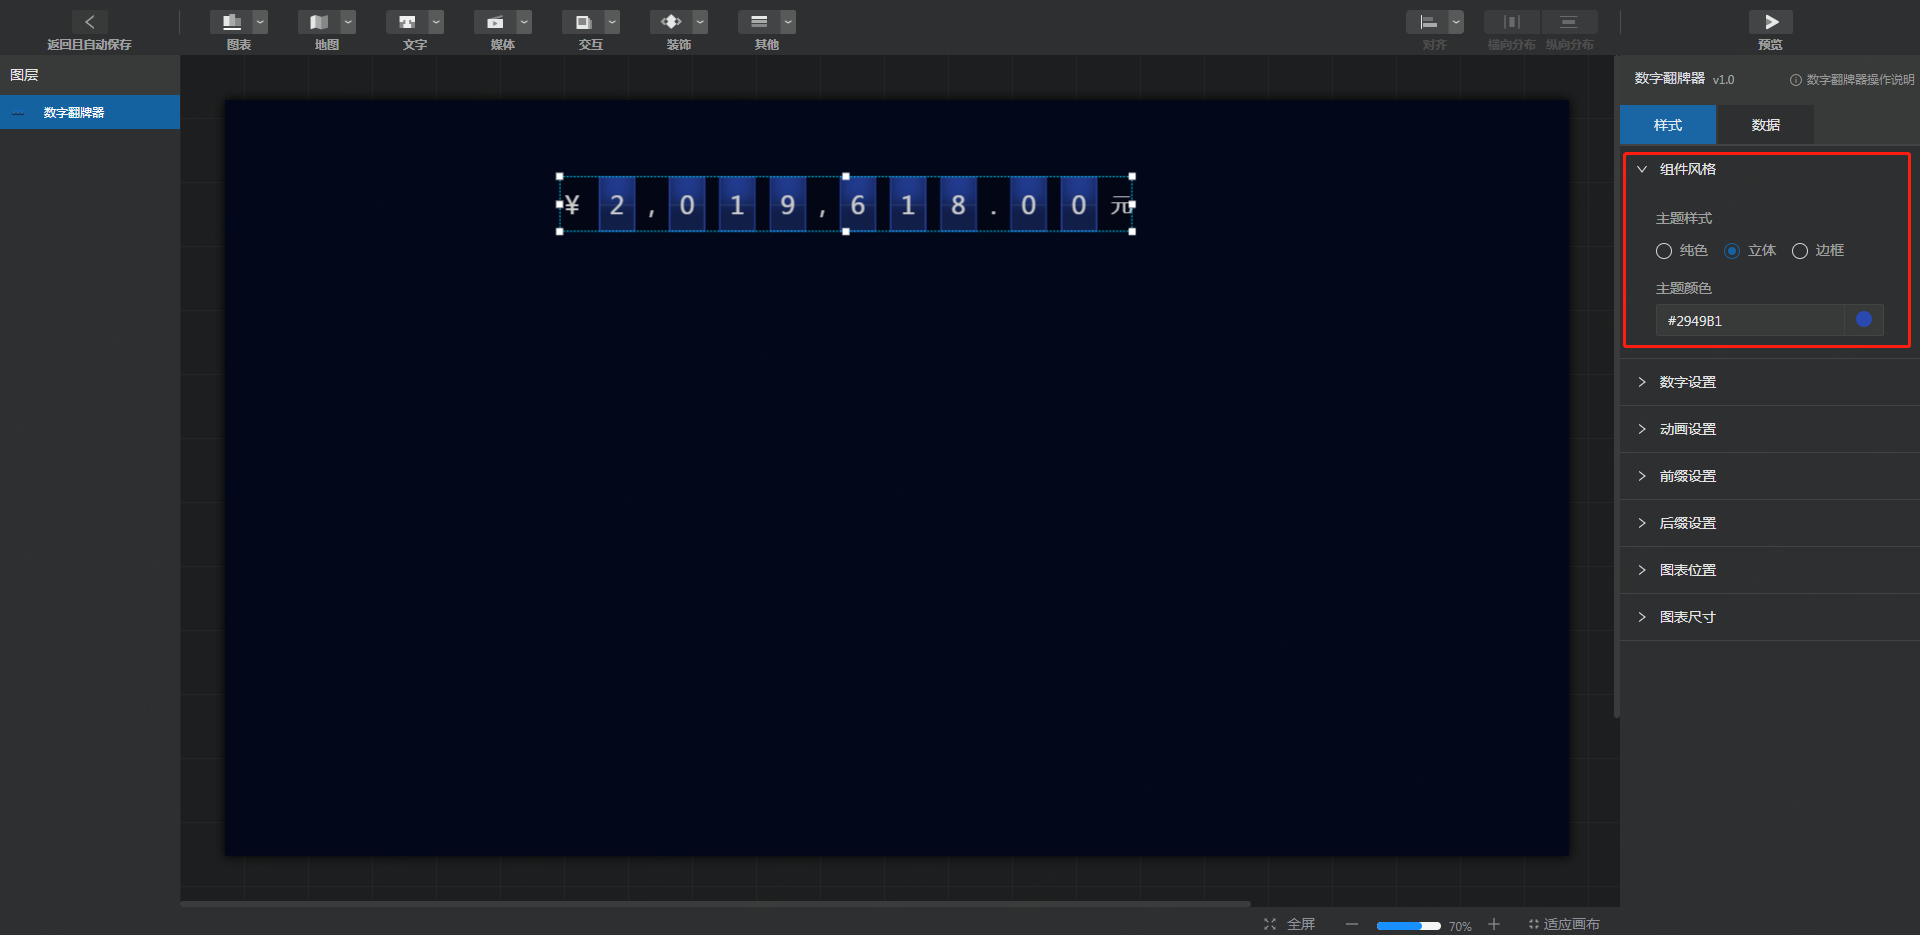 返回且自动保存
图表
地图
文字
媒体
交互
装饰
其他
对齐
横向分布
纵向分布
预览
图层
数字翻牌器
¥ 2 , 0 1 9 , 6 1 8 . 0 0 元
数字翻牌器 v1.0
数字翻牌器操作说明
样式
数据
组件风格
主题样式
纯色 立体 边框
主题颜色
#2949B1
数字设置
动画设置
前缀设置
后缀设置
图表位置
图表尺寸
全屏
70%
适应画布